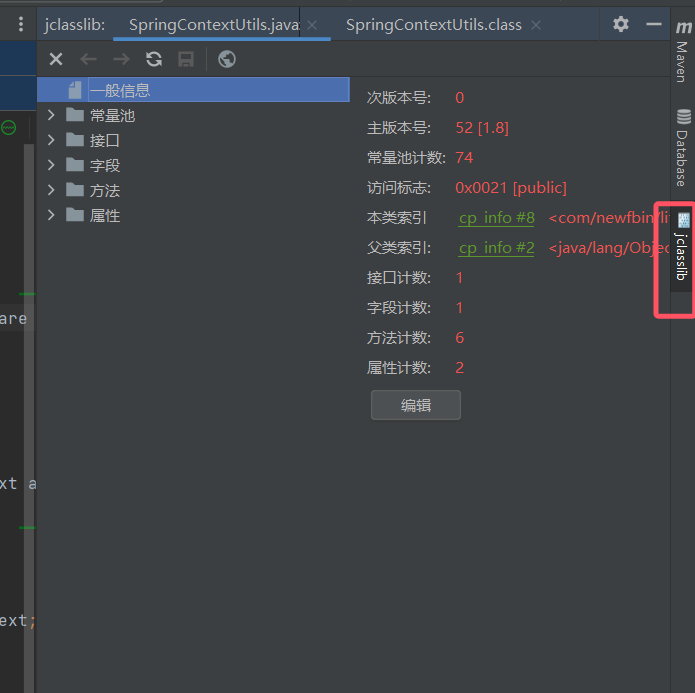 jclasslib: SpringContextUtils.java SpringContextUtils.class
一般信息
常量池
接口
字段
方法
属性
次版本号: 0
主版本号: 52 [1.8]
常量池计数: 74
访问标志: 0x0021 [public]
本类索引 cp_info #8 <com/newfbin/li
父类索引: cp_info #2 <java/lang/Objec
接口计数: 1
字段计数: 1
方法计数: 6
属性计数: 2
编辑
are
xt a
ext;
m Maven
Database
jclasslib